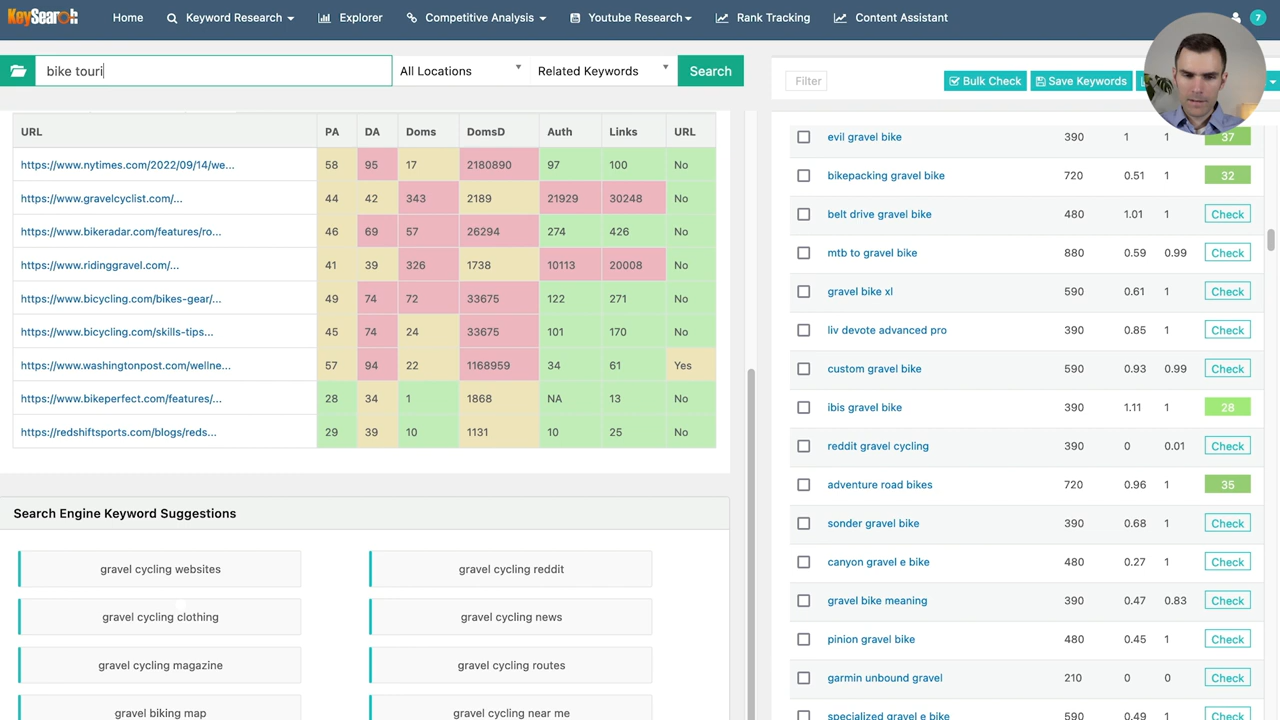 KeySearch
Home
Keyword Research
Explorer
Competitive Analysis
Youtube Research
Rank Tracking
Content Assistant
7
bike touri
All Locations
Related Keywords
Search
Filter
Bulk Check
Save Keywords
URL PA DA Doms DomsD Auth Links URL
https://www.nytimes.com/2022/09/14/we... 58 95 17 2180890 97 100 No
https://www.gravelcyclist.com/... 44 42 343 2189 21929 30248 No
https://www.bikeradar.com/features/ro... 46 69 57 26294 274 426 No
https://www.ridinggravel.com/... 41 39 326 1738 10113 20008 No
https://www.bicycling.com/bikes-gear/... 49 74 72 33675 122 271 No
https://www.bicycling.com/skills-tips... 45 74 24 33675 101 170 No
https://www.washingtonpost.com/wellne... 57 94 22 1168959 34 61 Yes
https://www.bikeperfect.com/features/... 28 34 1 1868 NA 13 No
https://redshiftsports.com/blogs/reds... 29 39 10 1131 10 25 No
Search Engine Keyword Suggestions
gravel cycling websites
gravel cycling reddit
gravel cycling clothing
gravel cycling news
gravel cycling magazine
gravel cycling routes
gravel biking map
gravel cycling near me
evil gravel bike 390 1 1 37
bikepacking gravel bike 720 0.51 1 32
belt drive gravel bike 480 1.01 1 Check
mtb to gravel bike 880 0.59 0.99 Check
gravel bike xl 590 0.61 1 Check
liv devote advanced pro 390 0.85 1 Check
custom gravel bike 590 0.93 0.99 Check
ibis gravel bike 390 1.11 1 28
reddit gravel cycling 390 0 0.01 Check
adventure road bikes 720 0.96 1 35
sonder gravel bike 390 0.68 1 Check
canyon gravel e bike 480 0.27 1 Check
gravel bike meaning 390 0.47 0.83 Check
pinion gravel bike 480 0.45 1 Check
garmin unbound gravel 210 0 0 Check
specialized gravel e bike 590 0.49 1 Check